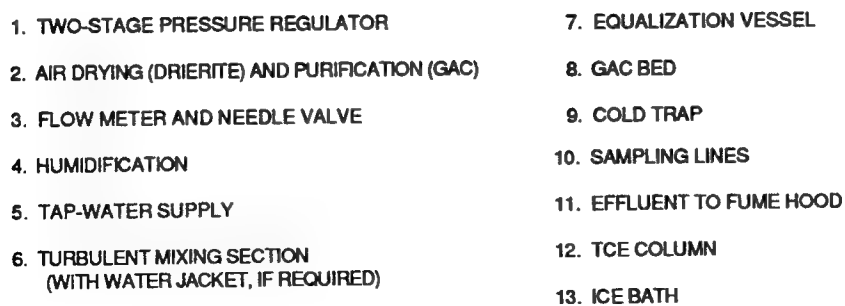 1. TWO-STAGE PRESSURE REGULATOR
2. AIR DRYING (DRIERITE) AND PURIFICATION (GAC)
3. FLOW METER AND NEEDLE VALVE
4. HUMIDIFICATION
5. TAP-WATER SUPPLY
6. TURBULENT MIXING SECTION
(WITH WATER JACKET, IF REQUIRED)
7. EQUALIZATION VESSEL
8. GAC BED
9. COLD TRAP
10. SAMPLING LINES
11. EFFLUENT TO FUME HOOD
12. TCE COLUMN
13. ICE BATH